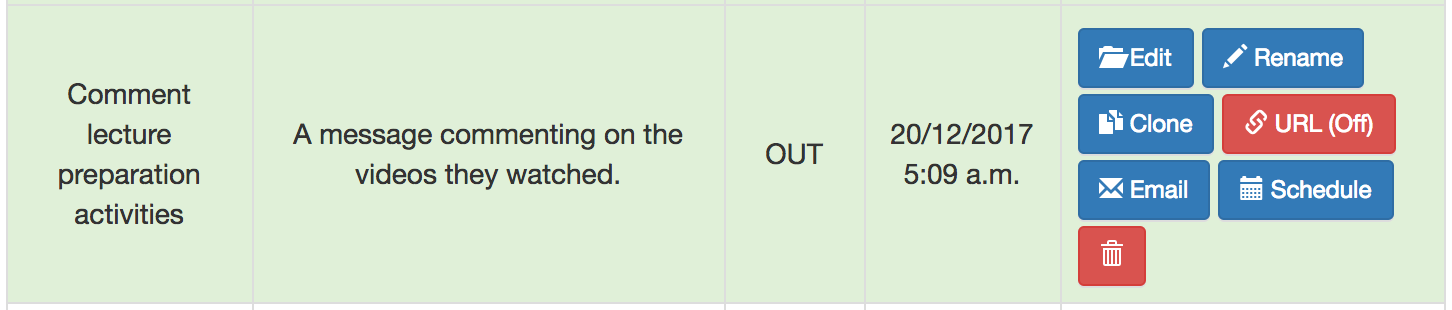 Comment
lecture
preparation
activities
A message commenting on the
videos they watched.
OUT
20/12/2017
5:09 a.m.
Edit
Rename
Clone
URL (Off)
Email
Schedule